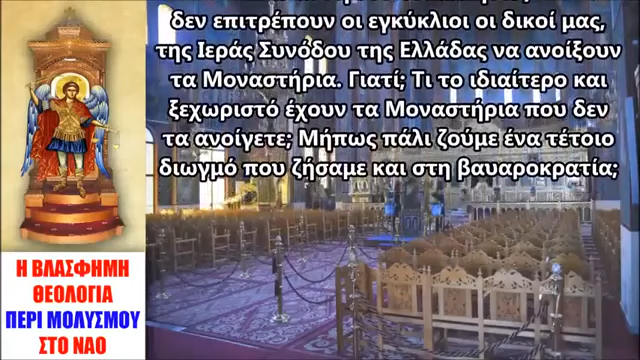 δεν επιτρέπουν οι εγκύκλιοι οι δικοί μας,
της Ιεράς Συνόδου της Ελλάδας να ανοίξουν
τα Μοναστήρια. Γιατί; Τι το ιδιαίτερο και
ξεχωριστό έχουν τα Μοναστήρια που δεν
τα ανοίγετε; Μήπως πάλι ζούμε ένα τέτοιο
διωγμό που ζήσαμε και στη βαυαροκρατία;
Η ΒΛΑΣΦΗΜΗ
ΘΕΟΛΟΓΙΑ
ΠΕΡΙ ΜΟΛΥΣΜΟΥ
ΣΤΟ ΝΑΟ